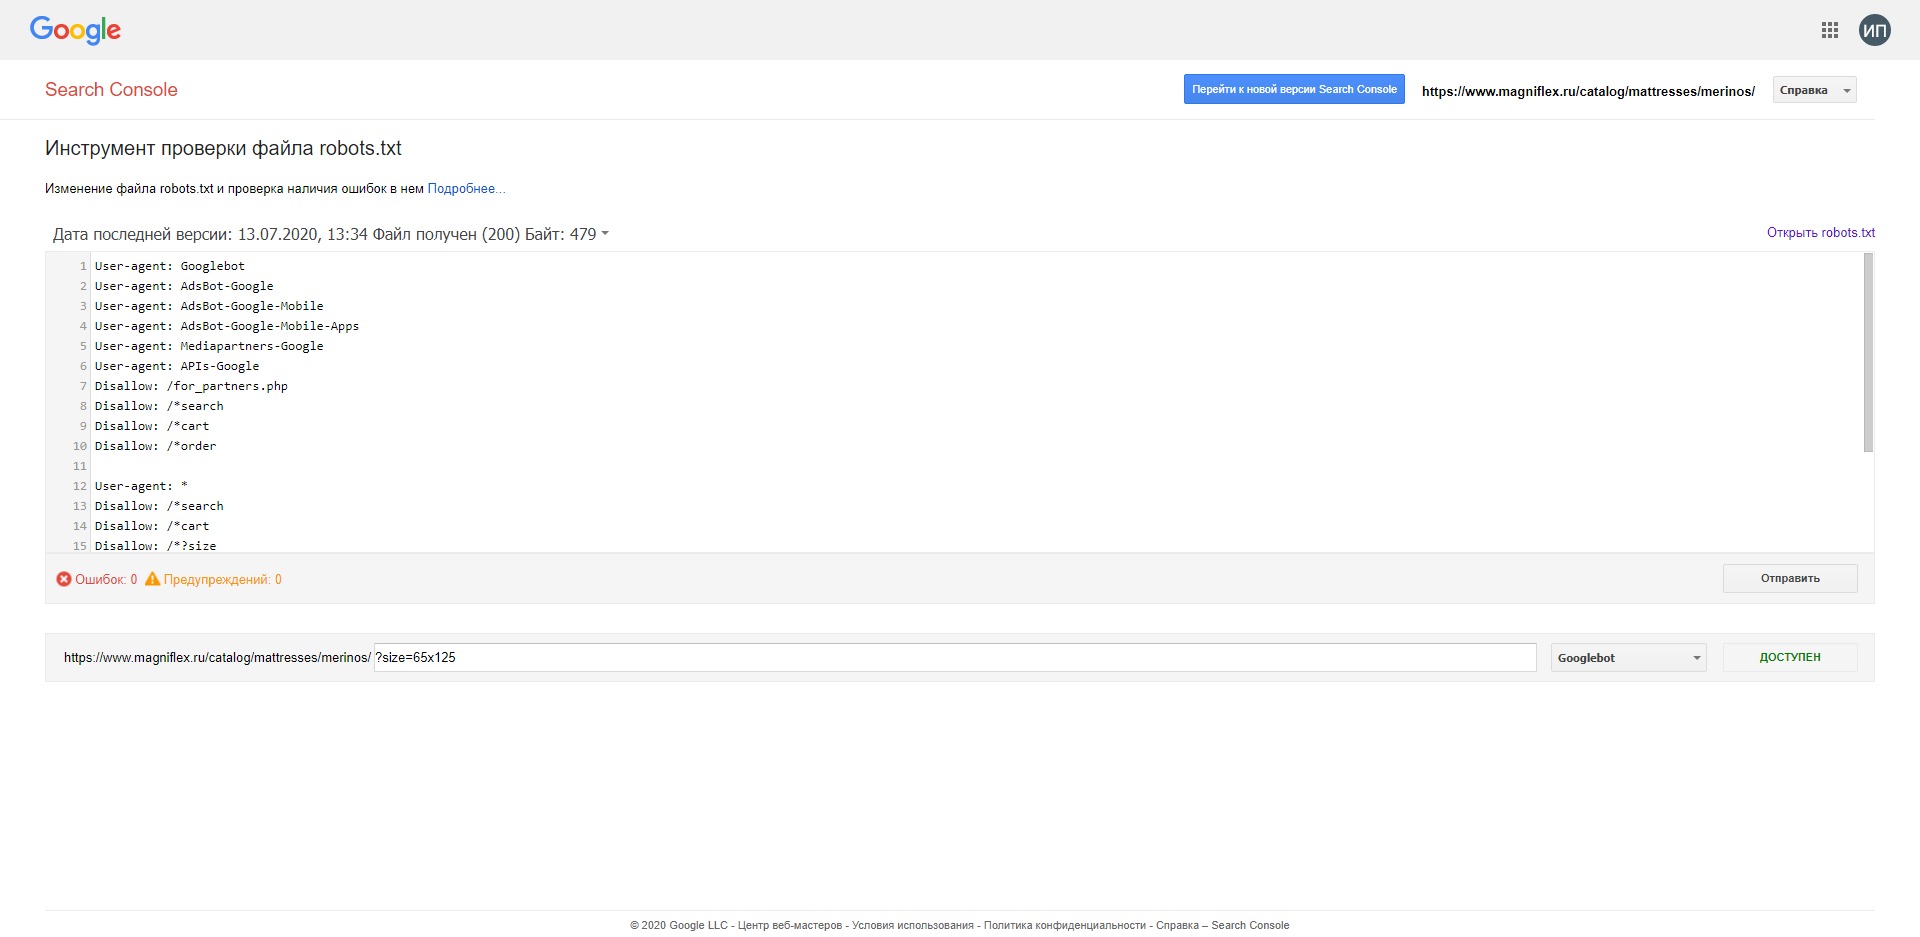 Google
ИП
Search Console
Перейти к новой версии Search Console
https://www.magniflex.ru/catalog/mattresses/merinos/
Справка
Инструмент проверки файла robots.txt
Изменение файла robots.txt и проверка наличия ошибок в нем Подробнее...
Дата последней версии: 13.07.2020, 13:34 Файл получен (200) Байт: 479
Открыть robots.txt
1 User-agent: Googlebot
2 User-agent: AdsBot-Google
3 User-agent: AdsBot-Google-Mobile
4 User-agent: AdsBot-Google-Mobile-Apps
5 User-agent: Mediapartners-Google
6 User-agent: APIs-Google
7 Disallow: /for_partners.php
8 Disallow: /*search
9 Disallow: /*cart
10 Disallow: /*order
11
12 User-agent: *
13 Disallow: /*search
14 Disallow: /*cart
15 Disallow: /*?size
Ошибок: 0 Предупреждений: 0
Отправить
https://www.magniflex.ru/catalog/mattresses/merinos/ ?size=65x125
Googlebot
ДОСТУПЕН
© 2020 Google LLC - Центр веб-мастеров - Условия использования - Политика конфиденциальности - Справка – Search Console